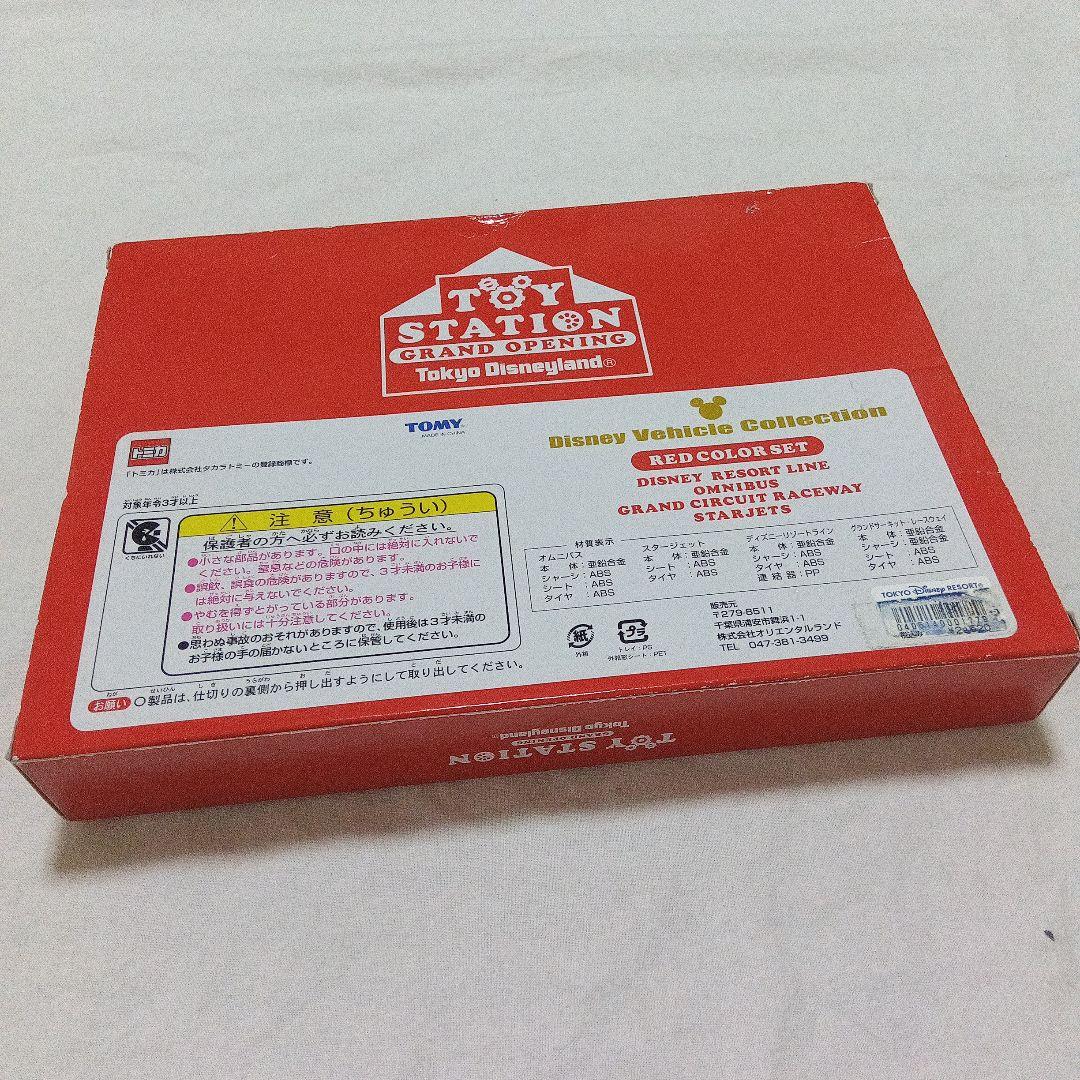 TOY
STATION
GRAND OPENING
Tokyo Disneyland®
トミカ
「トミカ」は株式会社タカラトミーの登録商標です。
TOMY
MADE IN CHINA
Disney Vehicle Collection
RED COLOR SET
DISNEY RESORT LINE
OMNIBUS
GRAND CIRCUIT RACEWAY
STARJETS
対象年令3才以上
くちにいれない
注意(ちゅうい)
保護者の方へ必ずお読みください。
●小さな部品があります。口の中には絶対に入れないで
ください。窒息などの危険があります。
●誤飲、誤食の危険がありますので、3才未満のお子様に
は絶対に与えないでください。
●やむを得ずとがっている部分があります。
取り扱いには十分注意してください。
●思わぬ事故のおそれがありますので、使用後は3才未満の
お子様の手の届かないところに保管してください。
お願い ○製品は、仕切りの裏側から押し出すようにして取り出してください。
材質表示
オムニバス
本体:亜鉛合金
シャーシ:ABS
シート:ABS
タイヤ:ABS
スタージェット
本体:亜鉛合金
シート:ABS
タイヤ:ABS
ディズニーリゾートライン
本体:亜鉛合金
シャーシ:ABS
タイヤ:ABS
連結器:PP
グランドサーキット・レースウェイ
本体:亜鉛合金
シャーシ:亜鉛合金
シート:ABS
タイヤ:ABS
紙
外箱
プラ
トレイ:PS
販売元
〒279-8511
千葉県浦安市舞浜1-1
株式会社オリエンタルランド
TEL 047-381-3499
TOKYO Disney RESORT®
TOY STATION
GRAND OPENING
Tokyo Disneyland®